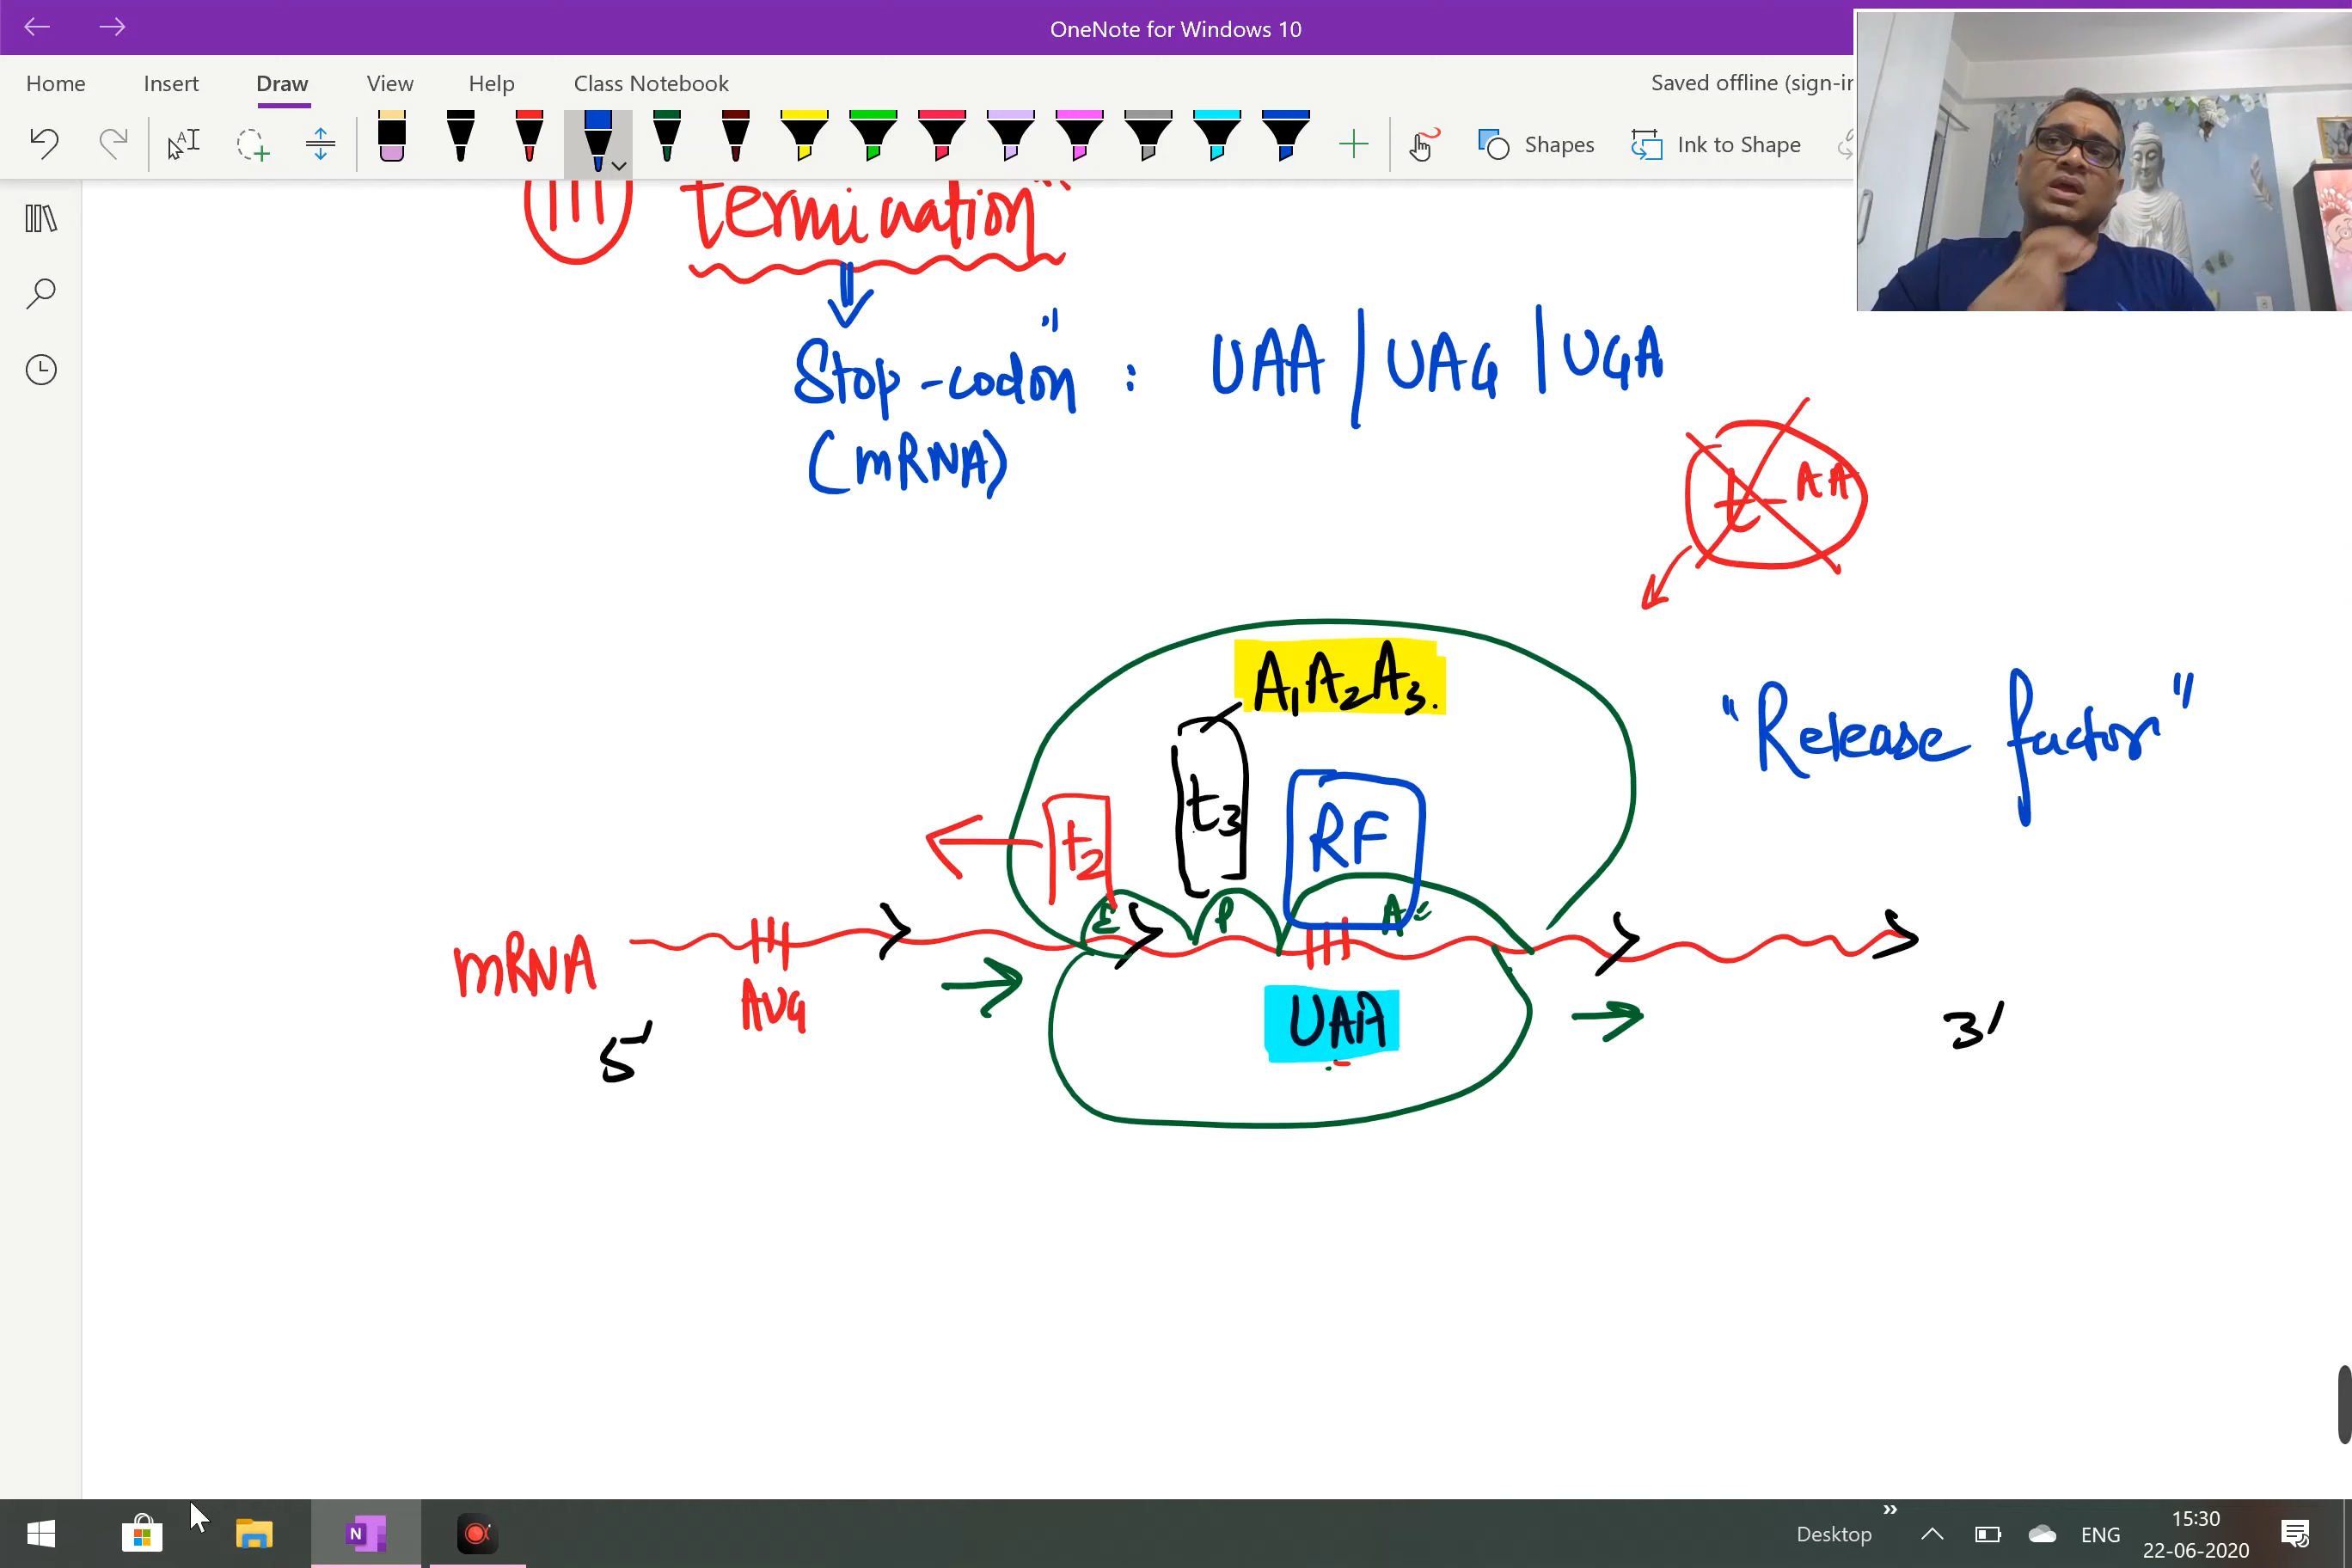 OneNote for Windows 10
Home Insert Draw View Help Class Notebook
Saved offline (sign-in
Shapes Ink to Shape
III termination"
Stop-codon" : UAA | UAG | UGA
(mRNA)
t-AA
A1A2A3.
"Release factor"
t3
RF
t2
E P A
mRNA
AUG
UAA
5'
3'
Desktop
ENG
15:30
22-06-2020